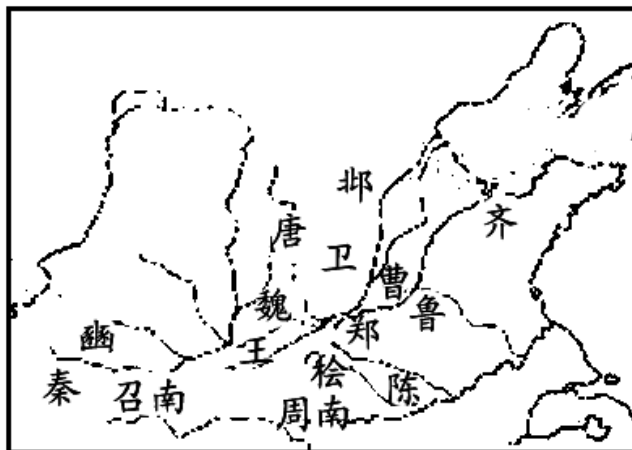 邶
唐
齐
卫
曹
魏
郑
鲁
豳
王
桧
秦
召南
陈
周南